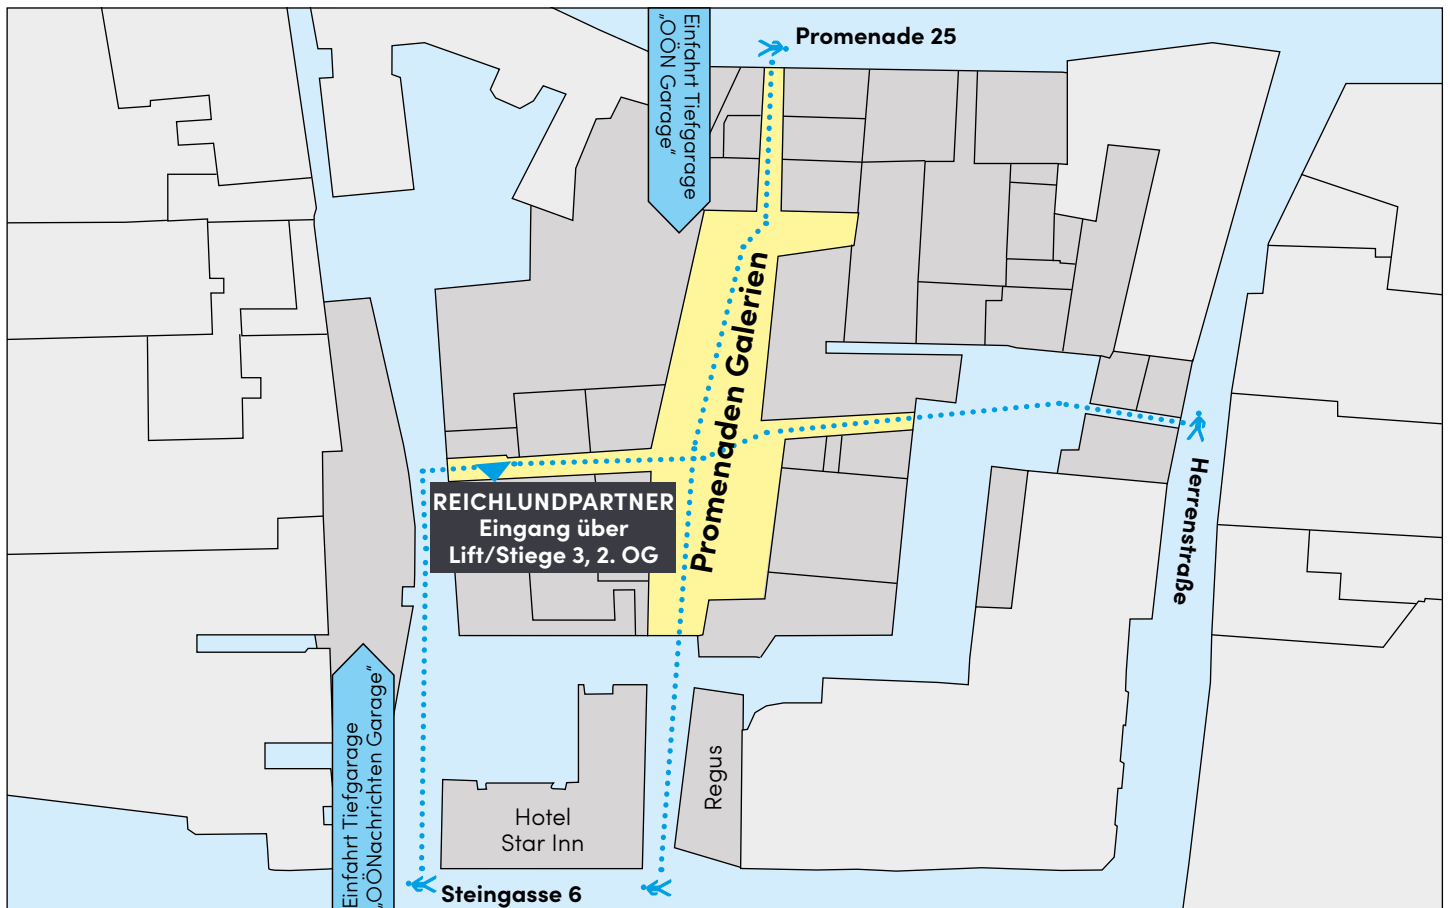 Promenade 25
Einfahrt Tiefgarage
„OÖN Garage“
Promenaden Galerien
REICHLUNDPARTNER
Eingang über
Lift/Stiege 3, 2. OG
Herrenstraße
Einfahrt Tiefgarage
„OÖNachrichten Garage“
Hotel
Star Inn
Regus
Steingasse 6